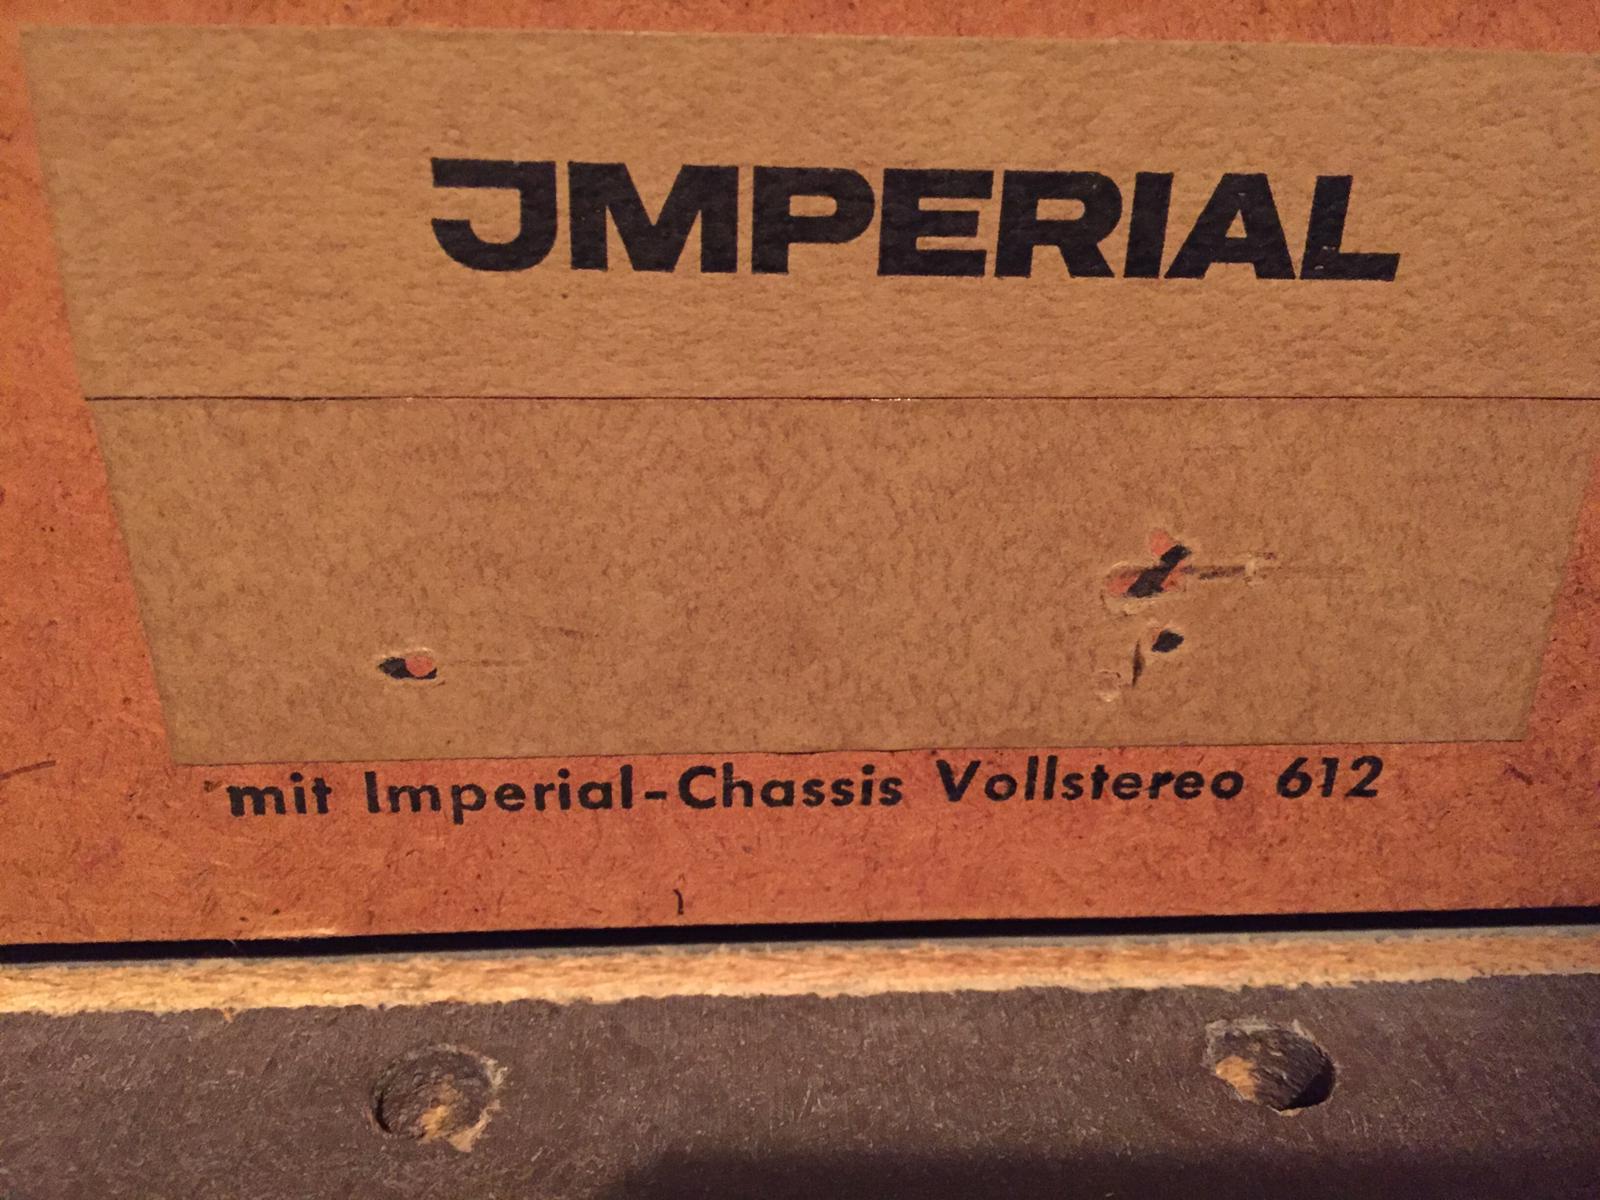 JMPERIAL
mit Imperial-Chassis Vollstereo 612